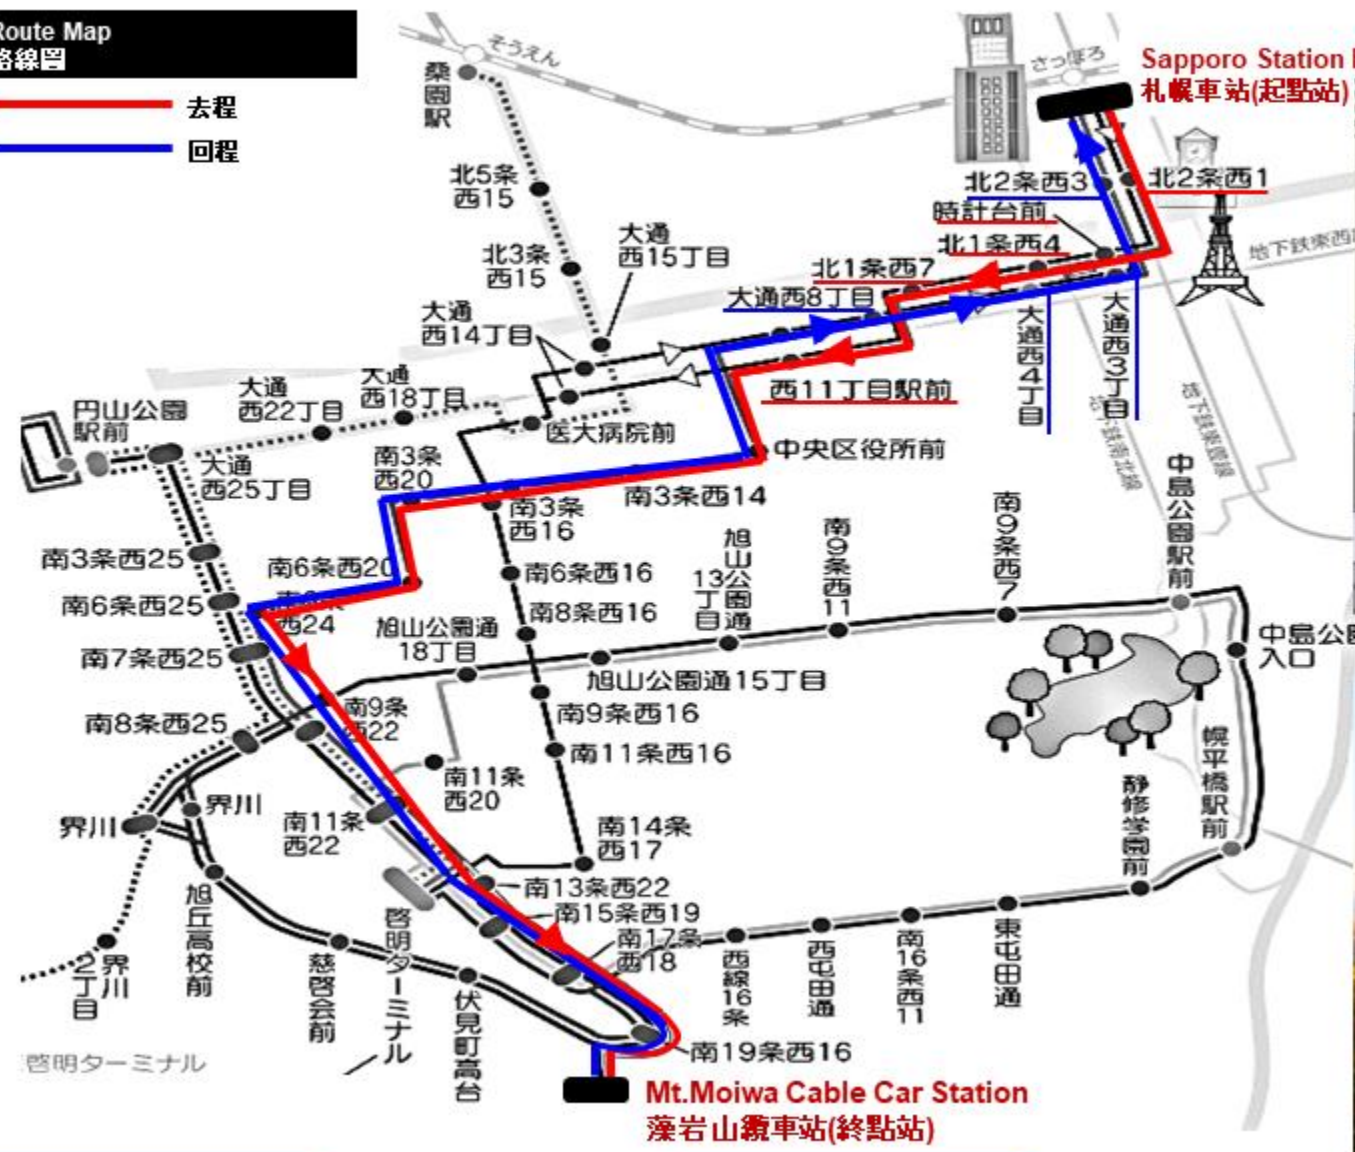 Route Map
路線圖
去程
回程
Sapporo Station
札幌車站(起點站)
そうえん
さっぽろ
桑園駅
北5条
西15
北3条
西15
大通
西15丁目
大通
西14丁目
北2条西3
北2条西1
時計台前
北1条西4
北1条西7
大通西8丁目
地下鉄東西
大通西4丁目
大通西3丁目
地下鉄東豊線
地下鉄南北線
西11丁目駅前
大通
西22丁目
大通
西18丁目
円山公園
駅前
大通
西25丁目
医大病院前
中央区役所前
南3条
西20
南3条西14
南3条
西16
南3条西25
南6条西20
南6条西25
西24
南6条西16
南8条西16
南7条西25
旭山公園通
18丁目
旭山公園通
13丁目
南9条西11
南9条西7
中島公園駅前
中島公園
入口
旭山公園通15丁目
南9条
西22
南8条西25
南9条西16
南11条西16
南11条
西20
幌平橋駅前
静修学園前
界川
界川
南11条
西22
南14条
西17
南13条西22
南15条西19
南17条
西18
旭丘高校前
界川
2丁目
慈啓会前
啓明ターミナル
伏見町高台
西線16条
西屯田通
南16条西11
東屯田通
啓明ターミナル
南19条西16
Mt.Moiwa Cable Car Station
藻岩山纜車站(終點站)